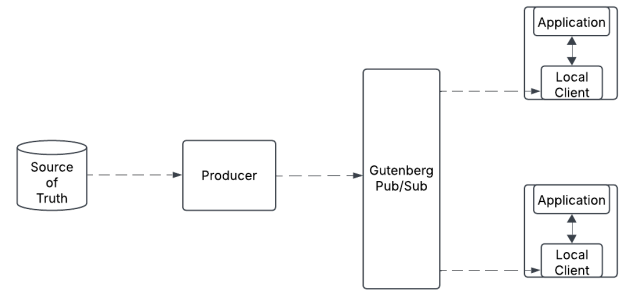 Source
of
Truth
Producer
Gutenberg
Pub/Sub
Application
Local
Client
Application
Local
Client